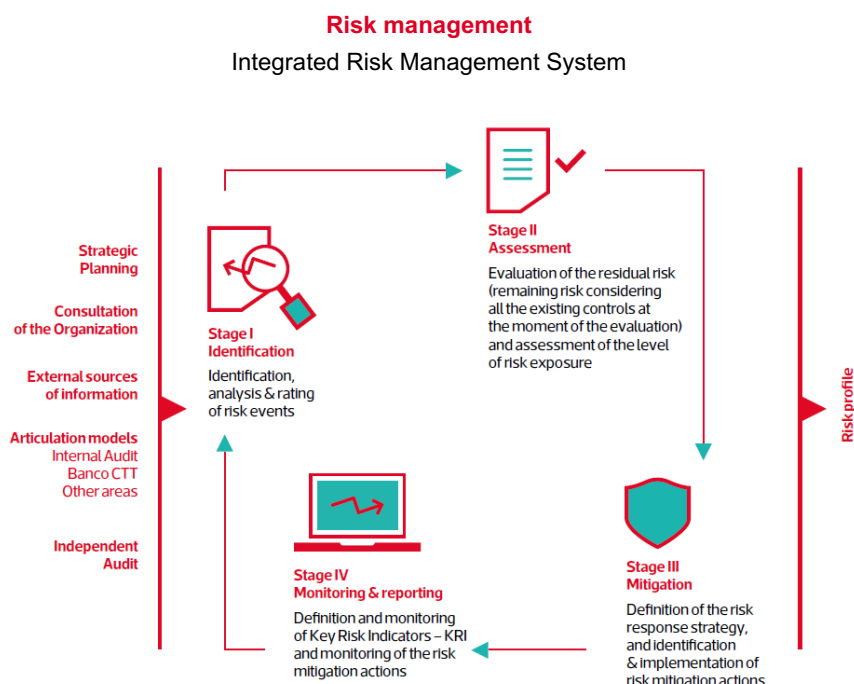 Risk management
Integrated Risk Management System
Strategic
Planning
Consultation
of the Organization
External sources
of information
Articulation models
Internal Audit
Banco CTT
Other areas
Independent
Audit
Stage I
Identification
Identification,
analysis & rating
of risk events
Stage II
Assessment
Evaluation of the residual risk
(remaining risk considering
all the existing controls at
the moment of the evaluation)
and assessment of the level
of risk exposure
Stage III
Mitigation
Definition of the risk
response strategy,
and identification
& implementation of
risk mitigation actions
Stage IV
Monitoring & reporting
Definition and monitoring
of Key Risk Indicators – KRI
and monitoring of the risk
mitigation actions
Risk profile